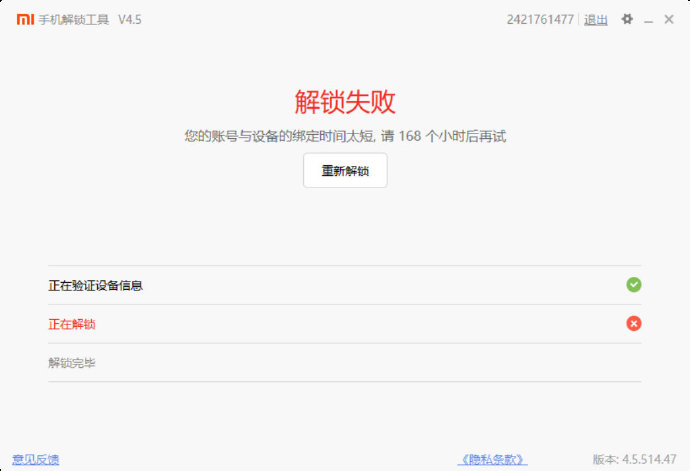 手机解锁工具 V4.5 2421761477 退出
解锁失败
您的账号与设备的绑定时间太短, 请 168 个小时后再试
重新解锁
正在验证设备信息
正在解锁
解锁完毕
意见反馈 《隐私条款》 版本: 4.5.514.47